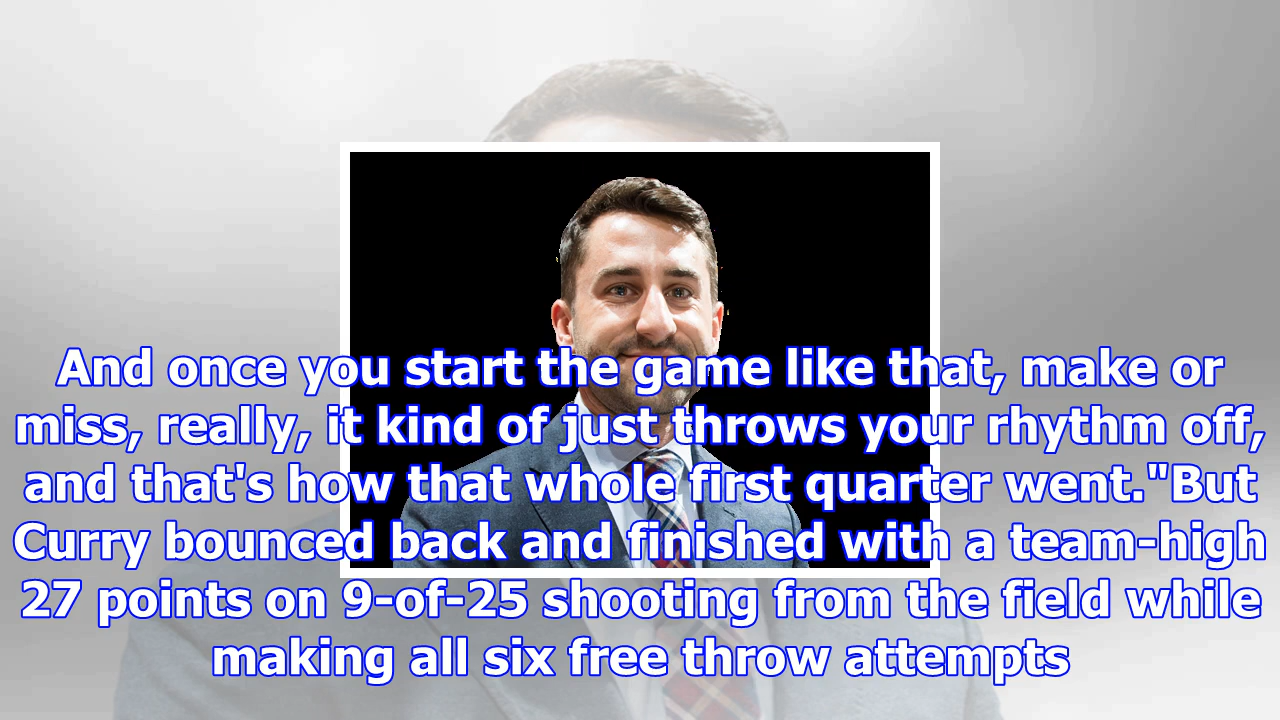 And once you start the game like that, make or
miss, really, it kind of just throws your rhythm off,
and that's how that whole first quarter went."But
Curry bounced back and finished with a team-high
27 points on 9-of-25 shooting from the field while
making all six free throw attempts